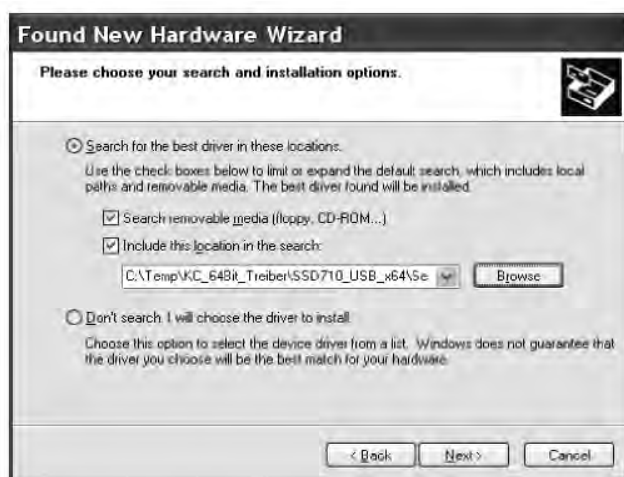 Found New Hardware Wizard
Please choose your search and installation options.
Search for the best driver in these locations.
Use the check boxes below to limit or expand the default search, which includes local
paths and removable media. The best driver found will be installed.
Search removable media (floppy, CD-ROM...)
Include this location in the search:
C:\Temp\KC_64Bit_Treiber\SSD710_USB_x64\Se
Browse
Don't search. I will choose the driver to install.
Choose this option to select the device driver from a list. Windows does not guarantee that
the driver you choose will be the best match for your hardware.
< Back Next > Cancel